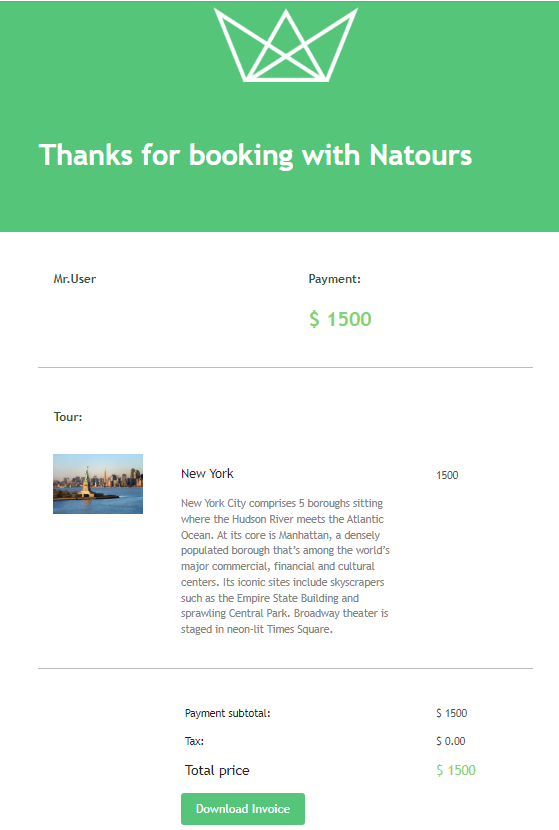 Thanks for booking with Natours
Mr.User
Payment:
$ 1500
Tour:
New York
1500
New York City comprises 5 boroughs sitting
where the Hudson River meets the Atlantic
Ocean. At its core is Manhattan, a densely
populated borough that’s among the world’s
major commercial, financial and cultural
centers. Its iconic sites include skyscrapers
such as the Empire State Building and
sprawling Central Park. Broadway theater is
staged in neon-lit Times Square.
Payment subtotal:
$ 1500
Tax:
$ 0.00
Total price
$ 1500
Download Invoice